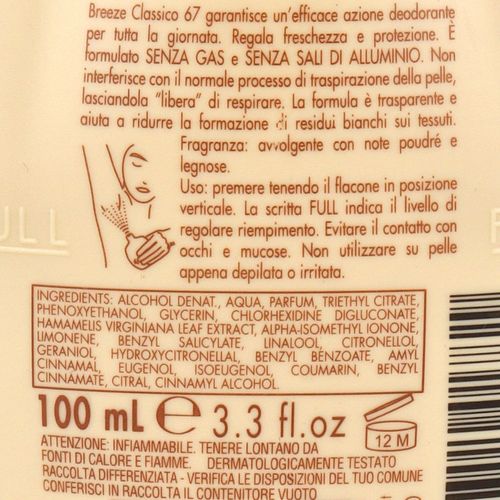 Breeze Classico 67 garantisce un'efficace azione deodorante
per tutta la giornata. Regala freschezza e protezione. È
formulato SENZA GAS e SENZA SALI DI ALLUMINIO. Non
interferisce con il normale processo di traspirazione della pelle,
lasciandola "libera" di respirare. La formula è trasparente e
aiuta a ridurre la formazione di residui bianchi sui tessuti.
Fragranza: avvolgente con note poudré e
legnose.
Uso: premere tenendo il flacone in posizione
verticale. La scritta FULL indica il livello di
regolare riempimento. Evitare il contatto con
occhi e mucose. Non utilizzare su pelle
appena depilata o irritata.
FULL
INGREDIENTS: ALCOHOL DENAT., AQUA, PARFUM, TRIETHYL CITRATE,
PHENOXYETHANOL, GLYCERIN, CHLORHEXIDINE DIGLUCONATE,
HAMAMELIS VIRGINIANA LEAF EXTRACT, ALPHA-ISOMETHYL IONONE,
LIMONENE, BENZYL SALICYLATE, LINALOOL, CITRONELLOL,
GERANIOL, HYDROXYCITRONELLAL, BENZYL BENZOATE, AMYL
CINNAMAL, EUGENOL, ISOEUGENOL, COUMARIN, BENZYL
CINNAMATE, CITRAL, CINNAMYL ALCOHOL.
100 mL ℮ 3.3 fl.oz
12 M
ATTENZIONE: INFIAMMABILE. TENERE LONTANO DA
FONTI DI CALORE E FIAMME. DERMATOLOGICAMENTE TESTATO
RACCOLTA DIFFERENZIATA - VERIFICA LE DISPOSIZIONI DEL TUO COMUNE
CONFERISCI IN RACCOLTA IL CONTENITORE VUOTO